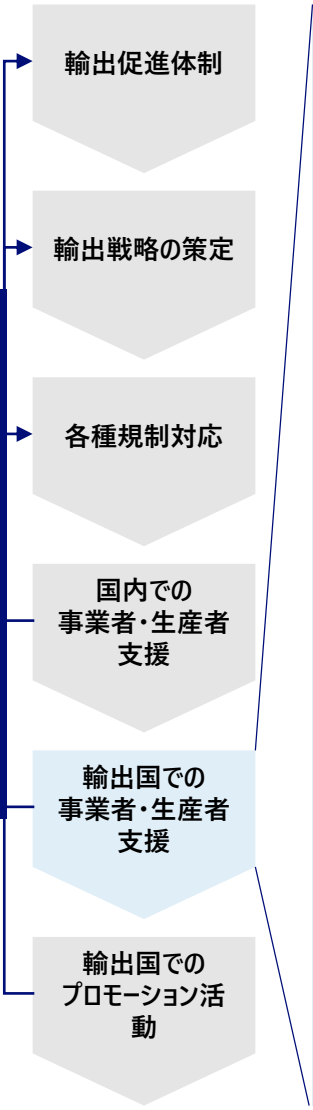 輸出促進体制
輸出戦略の策定
各種規制対応
国内での
事業者・生産者
支援
輸出国での
事業者・生産者
支援
輸出国での
プロモーション活
動